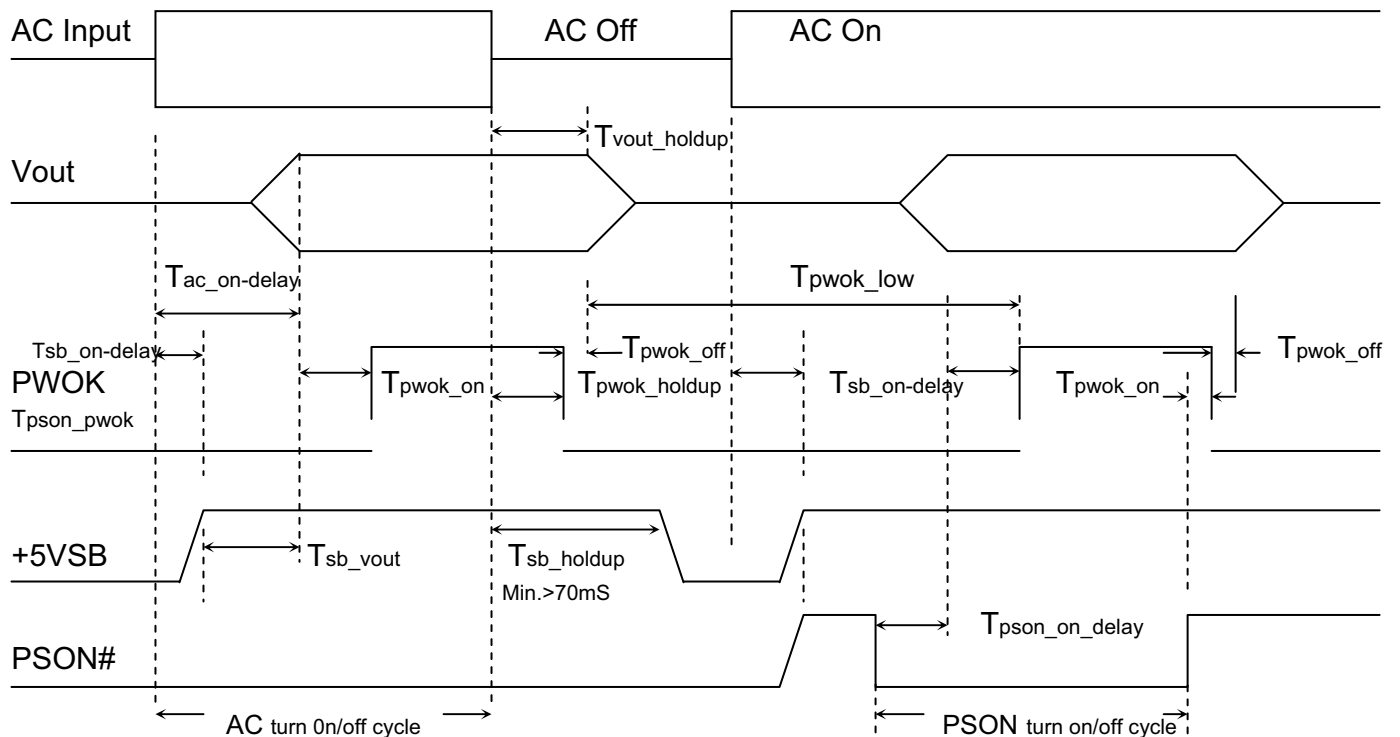 AC Input
AC Off
AC On
Tvout_holdup
Vout
Tac_on-delay
Tpwok_low
Tsb_on-delay
Tpwok_off
Tpwok_off
PWOK
Tpwok_on
Tpwok_holdup
Tsb_on-delay
Tpwok_on
Tpson_pwok
+5VSB
Tsb_vout
Tsb_holdup
Min.>70mS
Tpson_on_delay
PSON#
AC turn 0n/off cycle
PSON turn on/off cycle